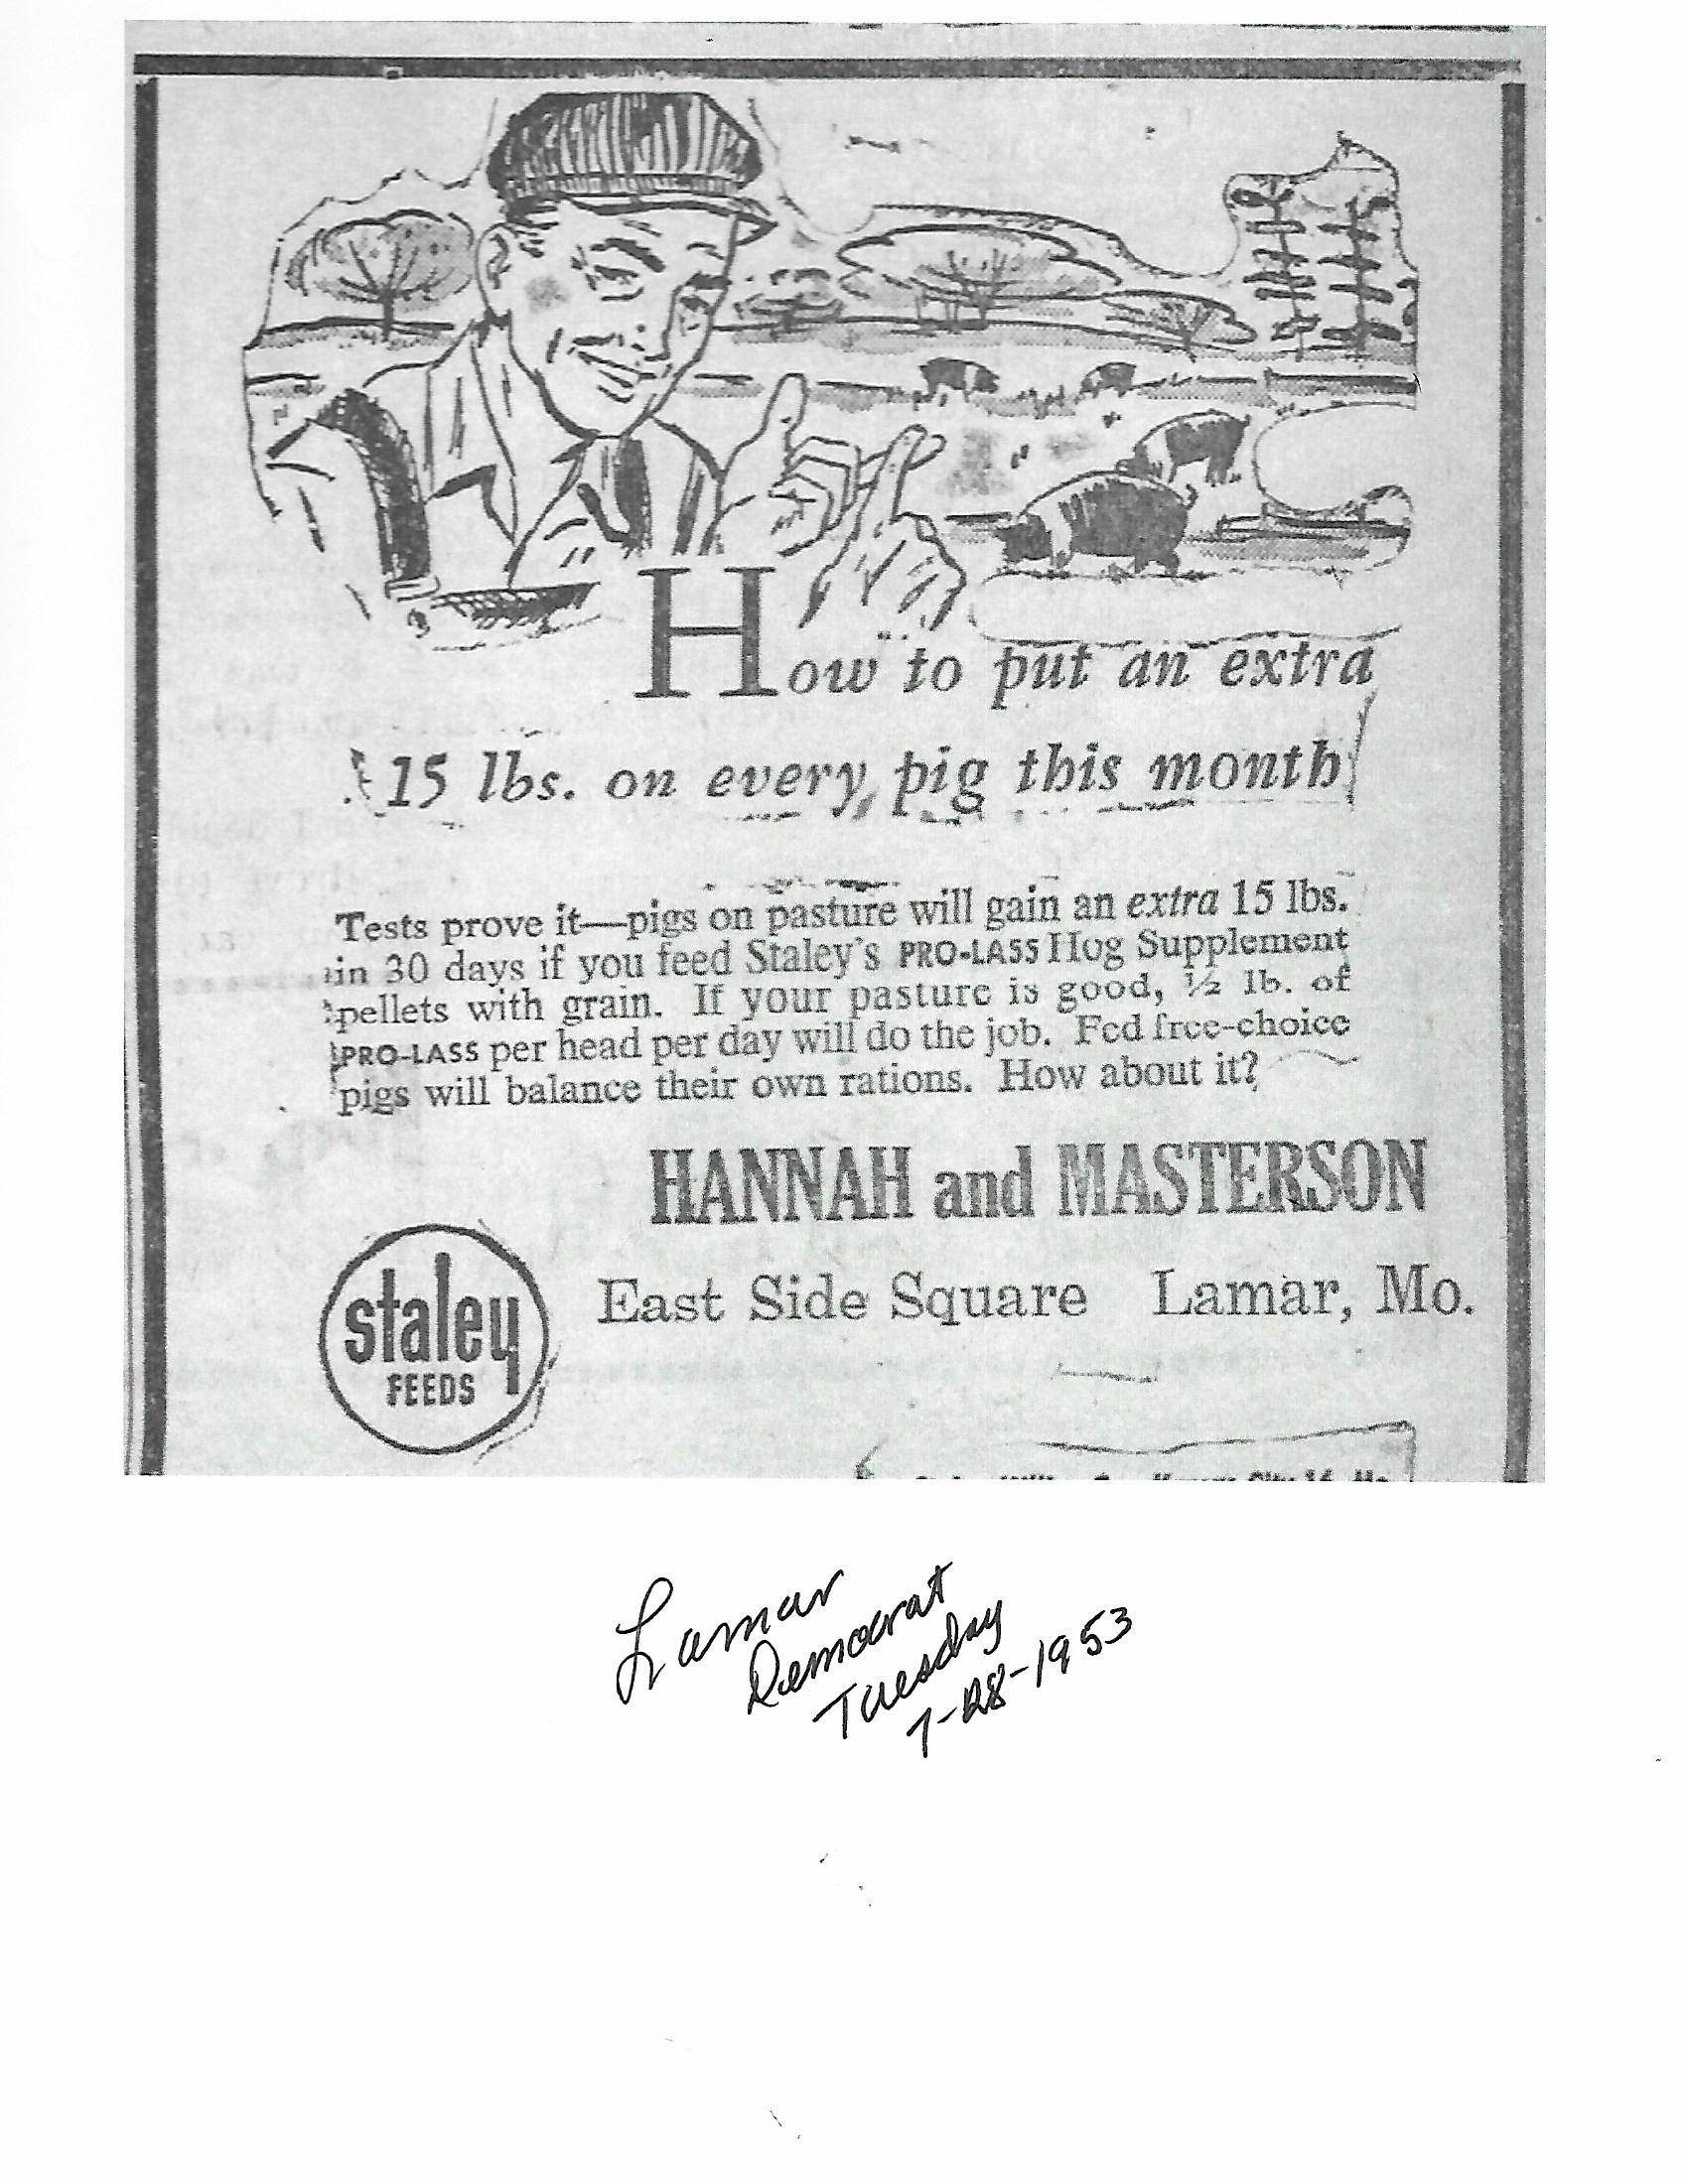 How to put an extra
15 lbs. on every pig this month
Tests prove it—pigs on pasture will gain an extra 15 lbs.
in 30 days if you feed Staley's PRO-LASS Hog Supplement
pellets with grain. If your pasture is good, ½ lb. of
PRO-LASS per head per day will do the job. Fed free-choice
pigs will balance their own rations. How about it?
HANNAH and MASTERSON
East Side Square Lamar, Mo.
staley
FEEDS
Lamar
Democrat
Tuesday
7-28-1953